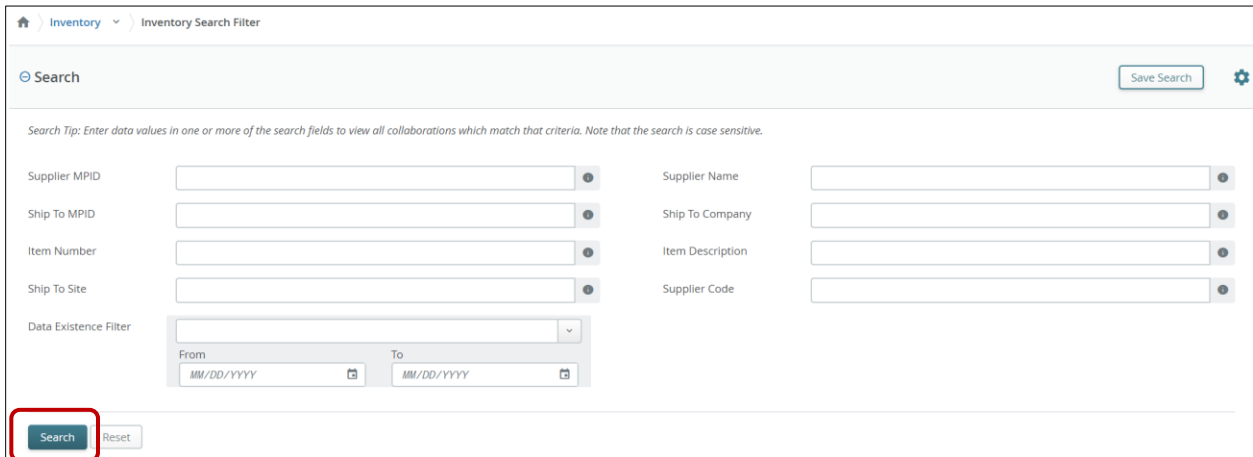 Inventory Inventory Search Filter
Search Save Search
Search Tip: Enter data values in one or more of the search fields to view all collaborations which match that criteria. Note that the search is case sensitive.
Supplier MPID Supplier Name
Ship To MPID Ship To Company
Item Number Item Description
Ship To Site Supplier Code
Data Existence Filter
From To
MM/DD/YYYY MM/DD/YYYY
Search Reset